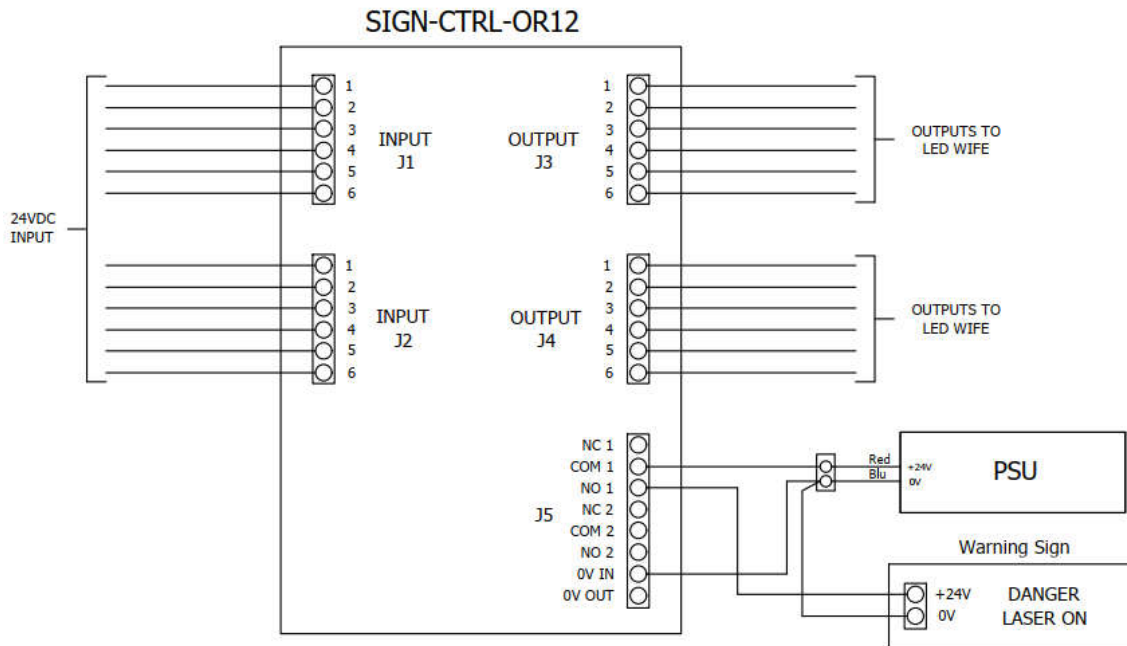 SIGN-CTRL-OR12
24VDC
INPUT
1
2
3
4
5
6
INPUT
J1
OUTPUT
J3
1
2
3
4
5
6
OUTPUTS TO
LED WIFE
1
2
3
4
5
6
INPUT
J2
OUTPUT
J4
1
2
3
4
5
6
OUTPUTS TO
LED WIFE
J5
NC 1
COM 1
NO 1
NC 2
COM 2
NO 2
0V IN
0V OUT
Red
Blu
+24V
0V
PSU
Warning Sign
+24V
0V
DANGER
LASER ON